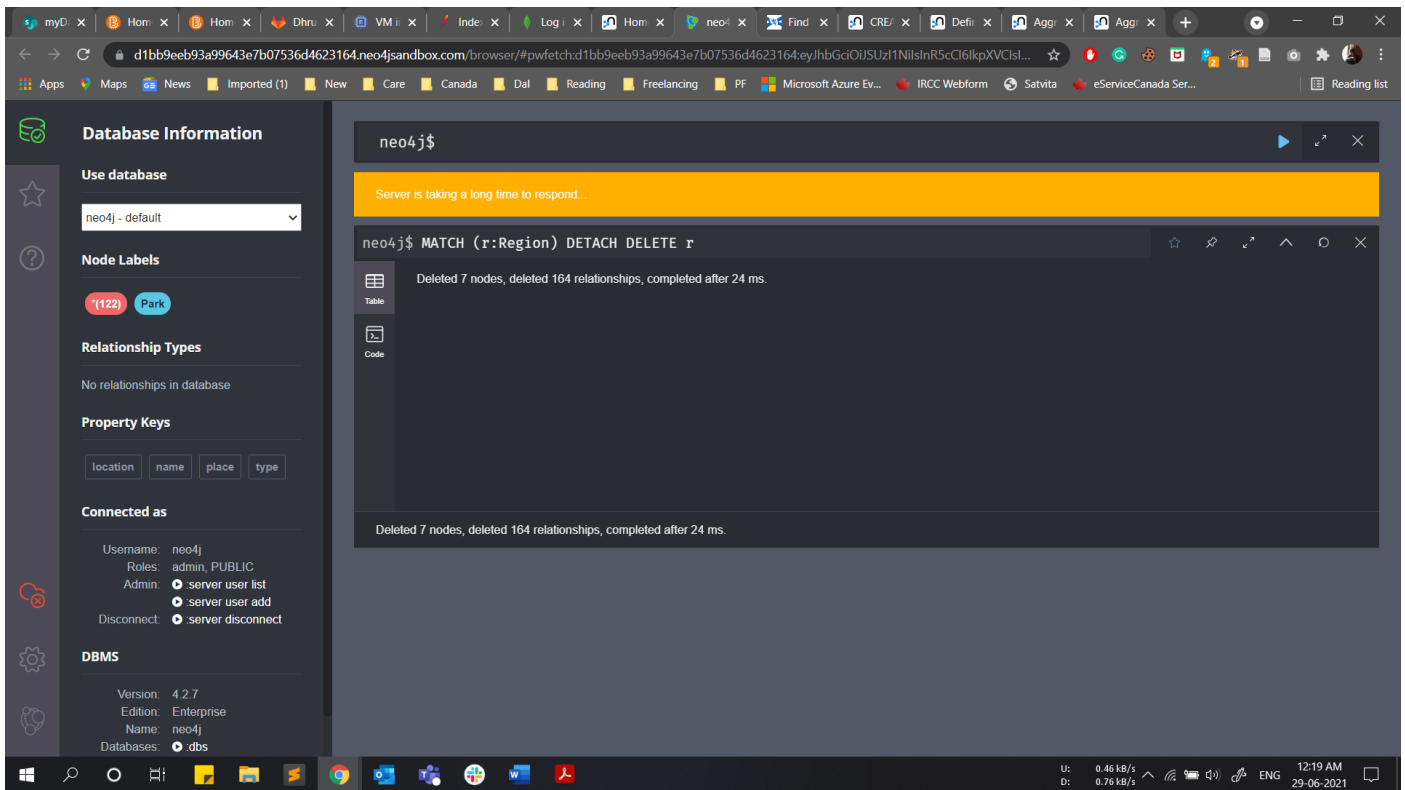 myD
Hom
Hom
Dhru
VM i
Inde
Log i
Hom
neo4
Find
CRE
Defin
Aggr
Aggr
d1bb9eeb93a99643e7b07536d4623164.neo4jsandbox.com/browser/#pwfetch:d1bb9eeb93a99643e7b07536d4623164:eyJhbGciOiJSUzI1NiIsInR5cCI6IkpXVCJsI...
Apps Maps News Imported (1) New Care Canada Dal Reading Freelancing PF Microsoft Azure Ev... IRCC Webform Satvita eServiceCanada Ser... Reading list
Database Information
Use database
neo4j - default
Node Labels
*(122) Park
Relationship Types
No relationships in database
Property Keys
location name place type
Connected as
Username: neo4j
Roles: admin, PUBLIC
Admin: :server user list
:server user add
Disconnect: :server disconnect
DBMS
Version: 4.2.7
Edition: Enterprise
Name: neo4j
Databases: :dbs
neo4j$
Server is taking a long time to respond...
neo4j$ MATCH (r:Region) DETACH DELETE r
Table
Code
Deleted 7 nodes, deleted 164 relationships, completed after 24 ms.
Deleted 7 nodes, deleted 164 relationships, completed after 24 ms.
U: 0.46 kB/s
D: 0.76 kB/s
ENG
12:19 AM
29-06-2021